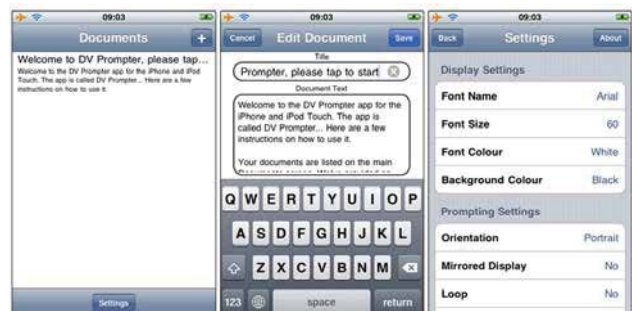 09:03
Documents
+
Welcome to DV Prompter, please tap...
Welcome to the DV Prompter app for the iPhone and iPod
Touch. The app is called DV Prompter... Here are a few
instructions on how to use it.
Settings
09:03
Cancel
Edit Document
Save
Title
Prompter, please tap to start
Document Text
Welcome to the DV Prompter app for the
iPhone and iPod Touch. The app is
called DV Prompter... Here are a few
instructions on how to use it.
Your documents are listed on the main
Documents screen. We've provided an
Q W E R T Y U I O P
A S D F G H J K L
Z X C V B N M
123
space
return
09:03
Back
Settings
About
Display Settings
Font Name Arial
Font Size 60
Font Colour White
Background Colour Black
Prompting Settings
Orientation Portrait
Mirrored Display No
Loop No